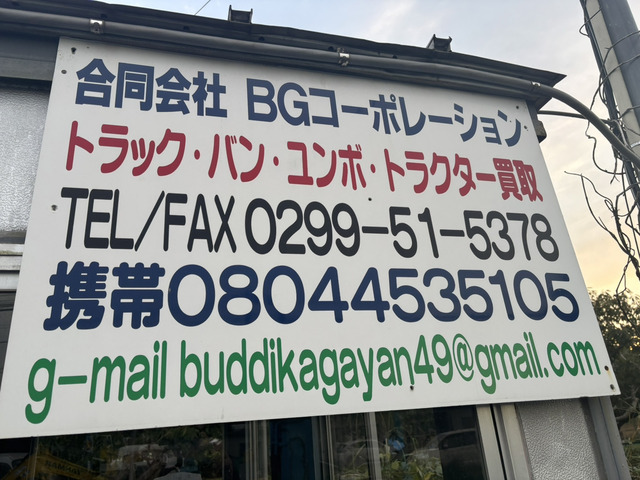 合同会社 BGコーポレーション
トラック・バン・ユンボ・トラクター買取
TEL/FAX0299-51-5378
携帯08044535105
g-mail buddikagayan49@gmail.com